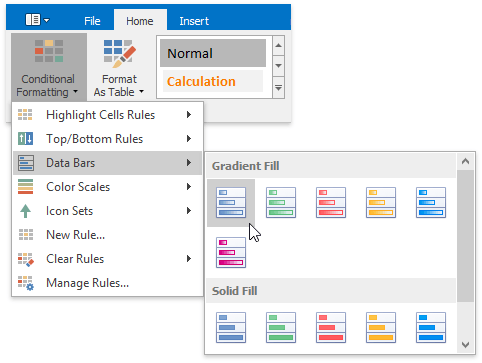 File
Home
Insert
Conditional
Formatting
Format
As Table
Normal
Calculation
Highlight Cells Rules
Top/Bottom Rules
Data Bars
Color Scales
Icon Sets
New Rule...
Clear Rules
Manage Rules...
Gradient Fill
Solid Fill